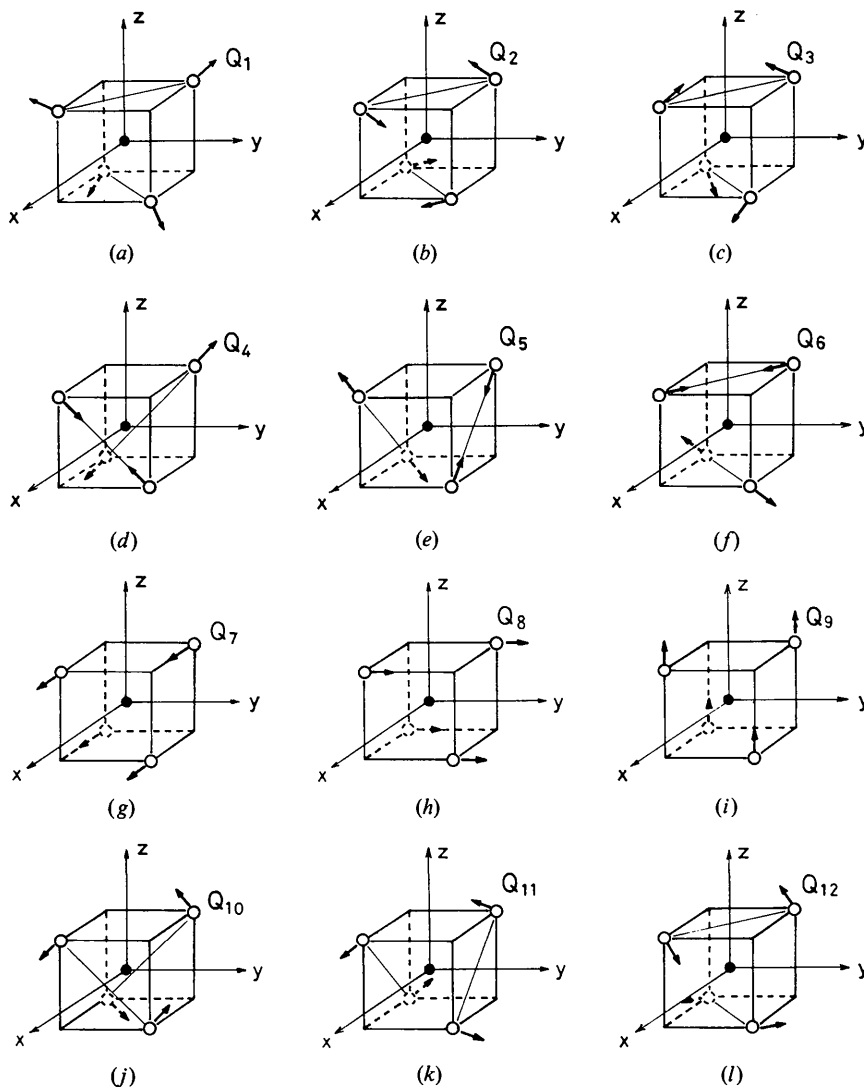 z z z
Q1 Q2 Q3
y y y
x x x
(a) (b) (c)
z z z
Q4 Q5 Q6
y y y
x x x
(d) (e) (f)
z z z
Q7 Q8 Q9
y y y
x x x
(g) (h) (i)
z z z
Q10 Q11 Q12
y y y
x x x
(j) (k) (l)